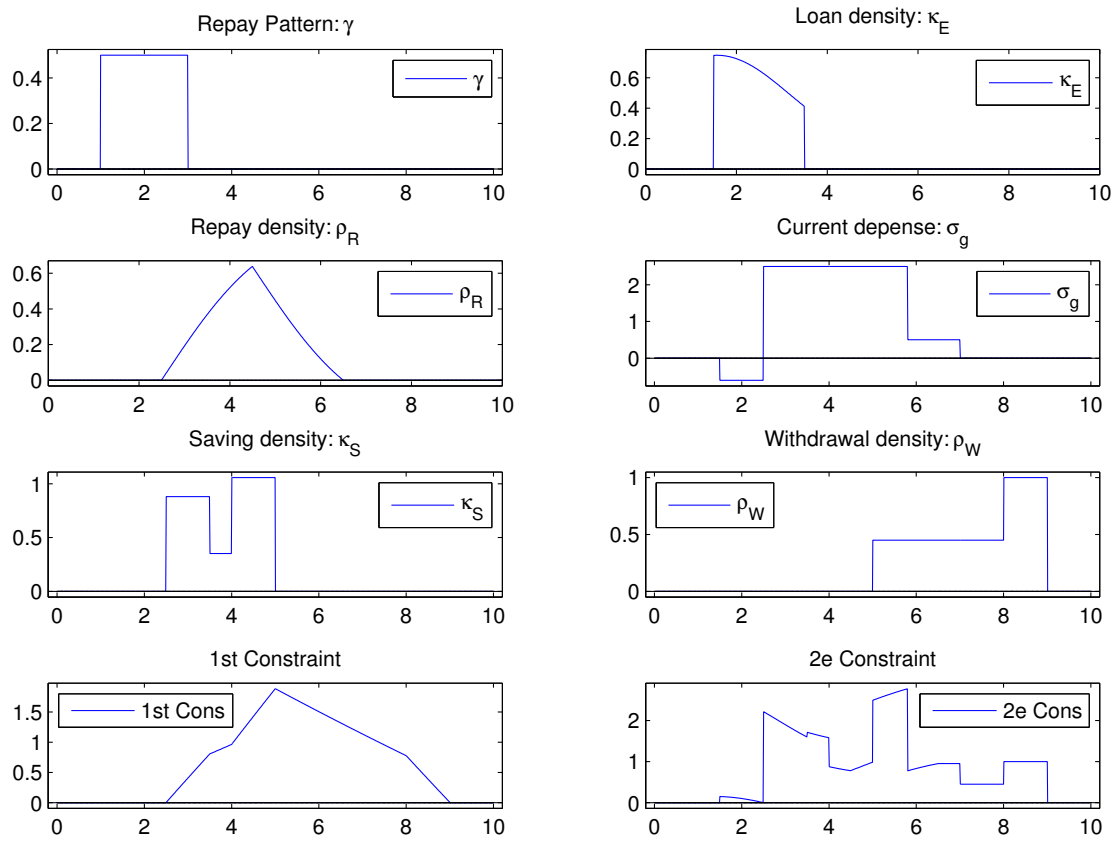 Repay Pattern: γ
0.4
0.2
0
γ
0 2 4 6 8 10
Loan density: κ_E
0.6
0.4
0.2
0
κ_E
0 2 4 6 8 10
Repay density: ρ_R
0.6
0.4
0.2
0
ρ_R
0 2 4 6 8 10
Current depense: σ_g
2
1
0
σ_g
0 2 4 6 8 10
Saving density: κ_S
1
0.5
0
κ_S
0 2 4 6 8 10
Withdrawal density: ρ_W
1
0.5
0
ρ_W
0 2 4 6 8 10
1st Constraint
1.5
1
0.5
0
1st Cons
0 2 4 6 8 10
2e Constraint
2
1
0
2e Cons
0 2 4 6 8 10